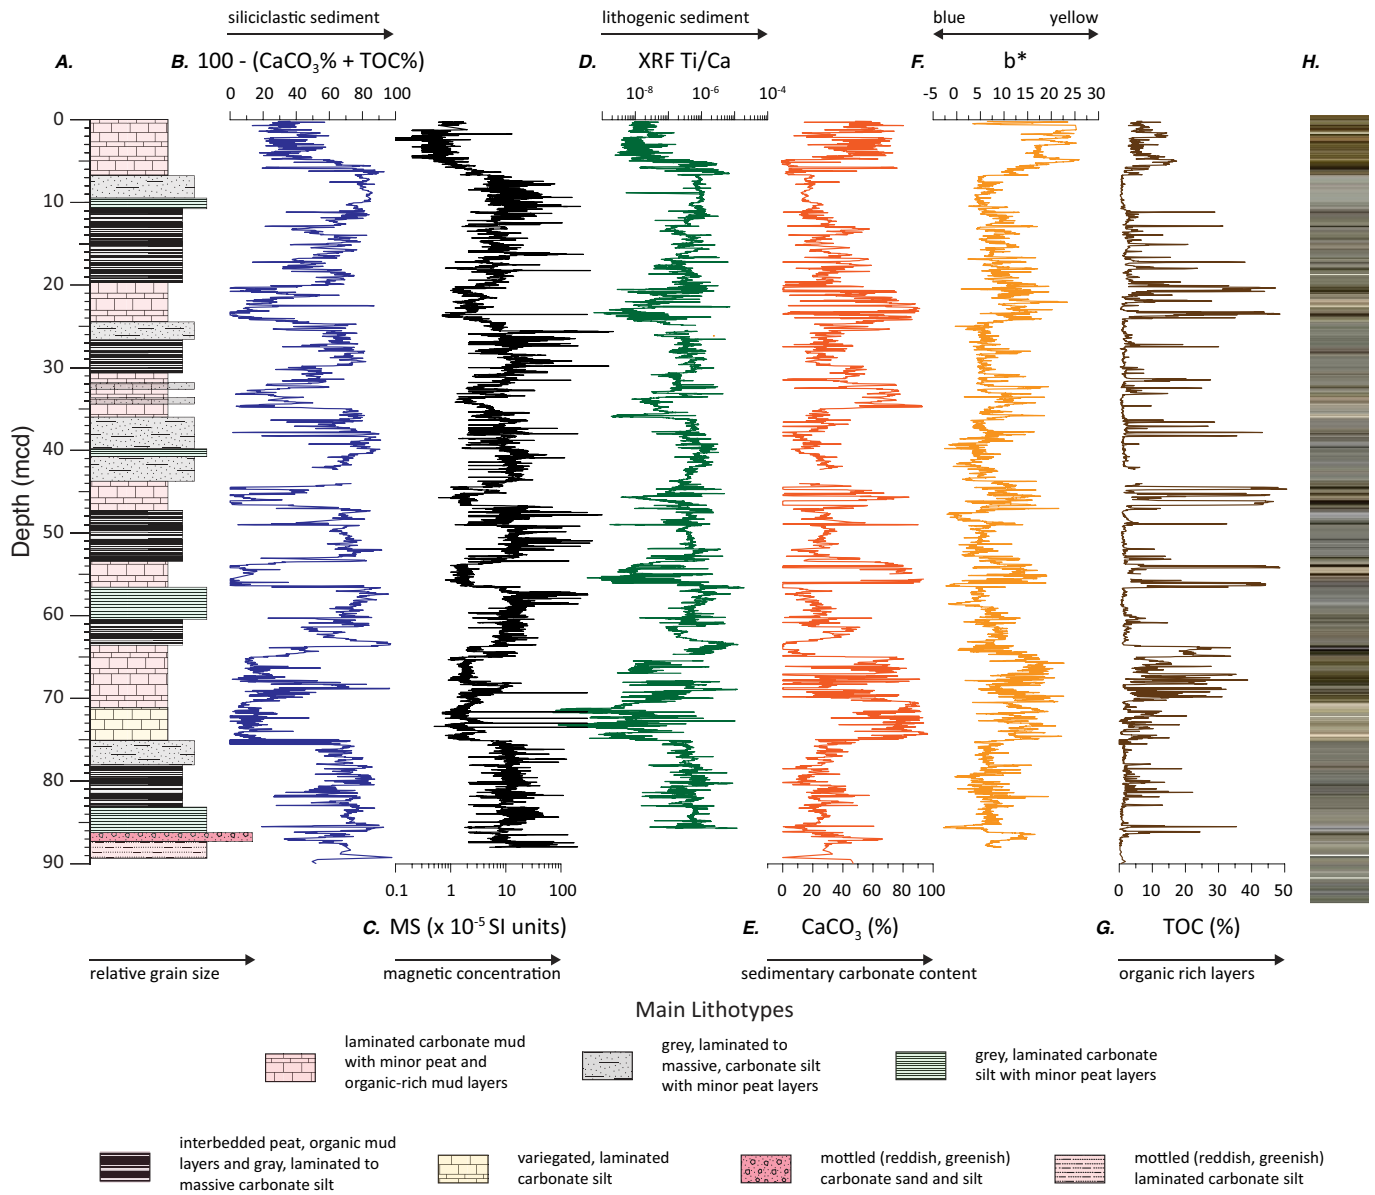 siliciclastic sediment
lithogenic sediment
blue yellow
A. B. 100 - (CaCO3% + TOC%) D. XRF Ti/Ca F. b* H.
0 20 40 60 80 100 10-8 10-6 10-4 -5 0 5 10 15 20 25 30
0
10
20
30
40
50
60
70
80
90
Depth (mcd)
0.1 1 10 100 0 20 40 60 80 100 0 10 20 30 40 50
C. MS (x 10-5 SI units) E. CaCO3 (%) G. TOC (%)
relative grain size magnetic concentration sedimentary carbonate content organic rich layers
Main Lithotypes
laminated carbonate mud
with minor peat and
organic-rich mud layers
grey, laminated to
massive, carbonate silt
with minor peat layers
grey, laminated carbonate
silt with minor peat layers
interbedded peat, organic mud
layers and gray, laminated to
massive carbonate silt
variegated, laminated
carbonate silt
mottled (reddish, greenish)
carbonate sand and silt
mottled (reddish, greenish)
laminated carbonate silt